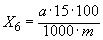 X₆ = a·15·100 / 1000·m